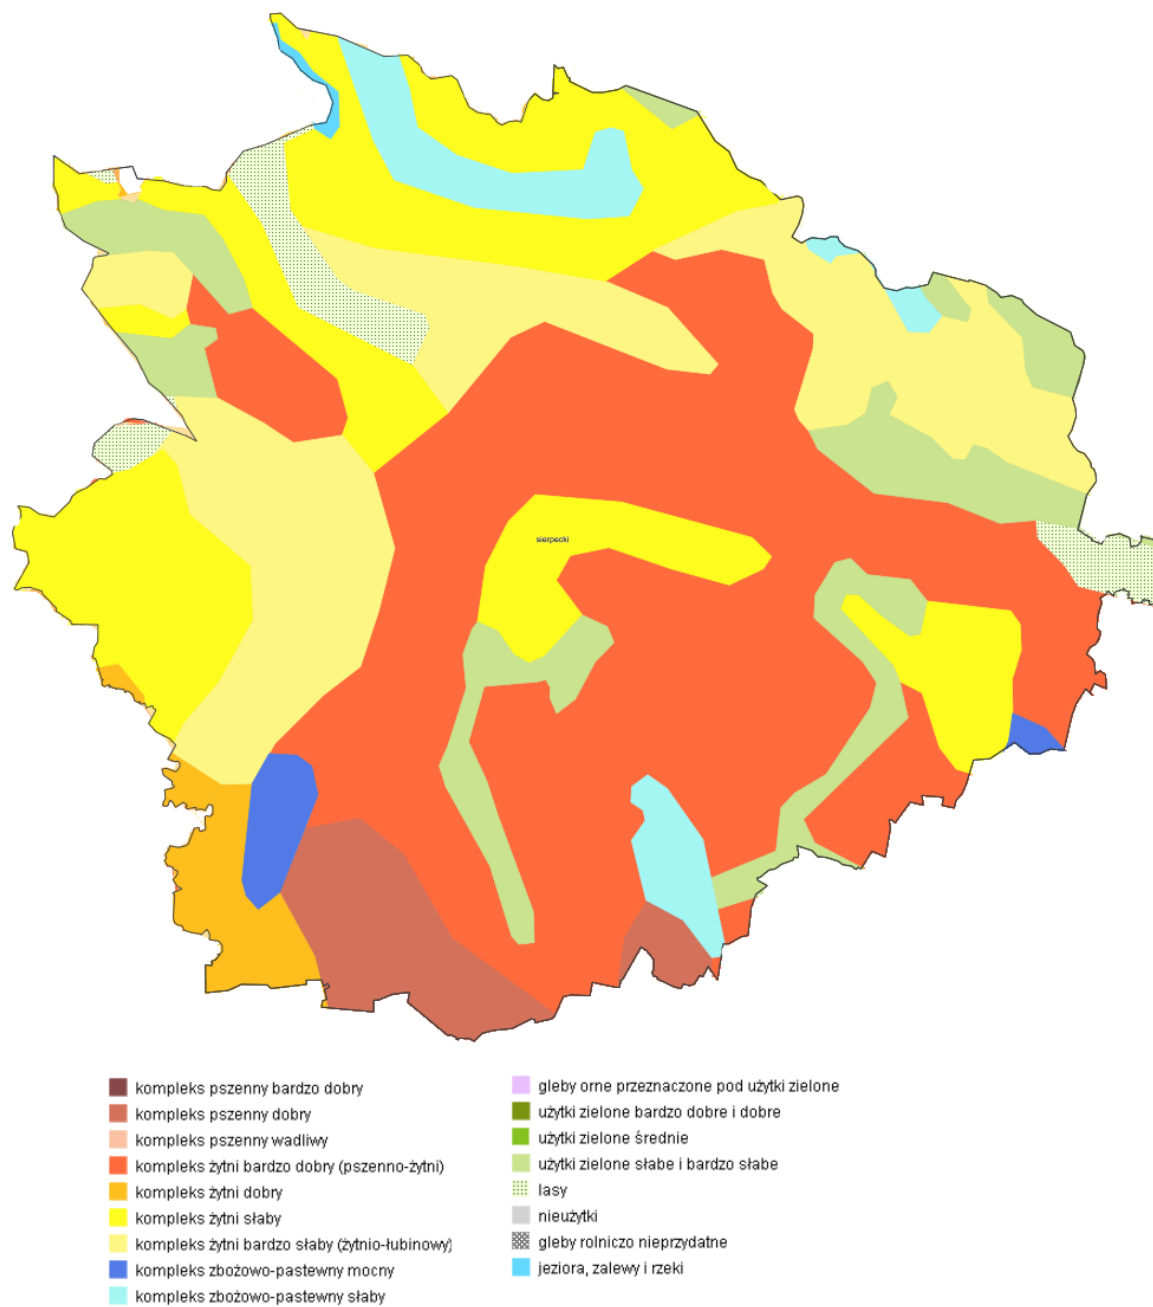 sierpecki
kompleks pszenny bardzo dobry
kompleks pszenny dobry
kompleks pszenny wadliwy
kompleks żytni bardzo dobry (pszenno-żytni)
kompleks żytni dobry
kompleks żytni słaby
kompleks żytni bardzo słaby (żytnio-łubinowy)
kompleks zbożowo-pastewny mocny
kompleks zbożowo-pastewny słaby
gleby orne przeznaczone pod użytki zielone
użytki zielone bardzo dobre i dobre
użytki zielone średnie
użytki zielone słabe i bardzo słabe
lasy
nieużytki
gleby rolniczo nieprzydatne
jeziora, zalewy i rzeki